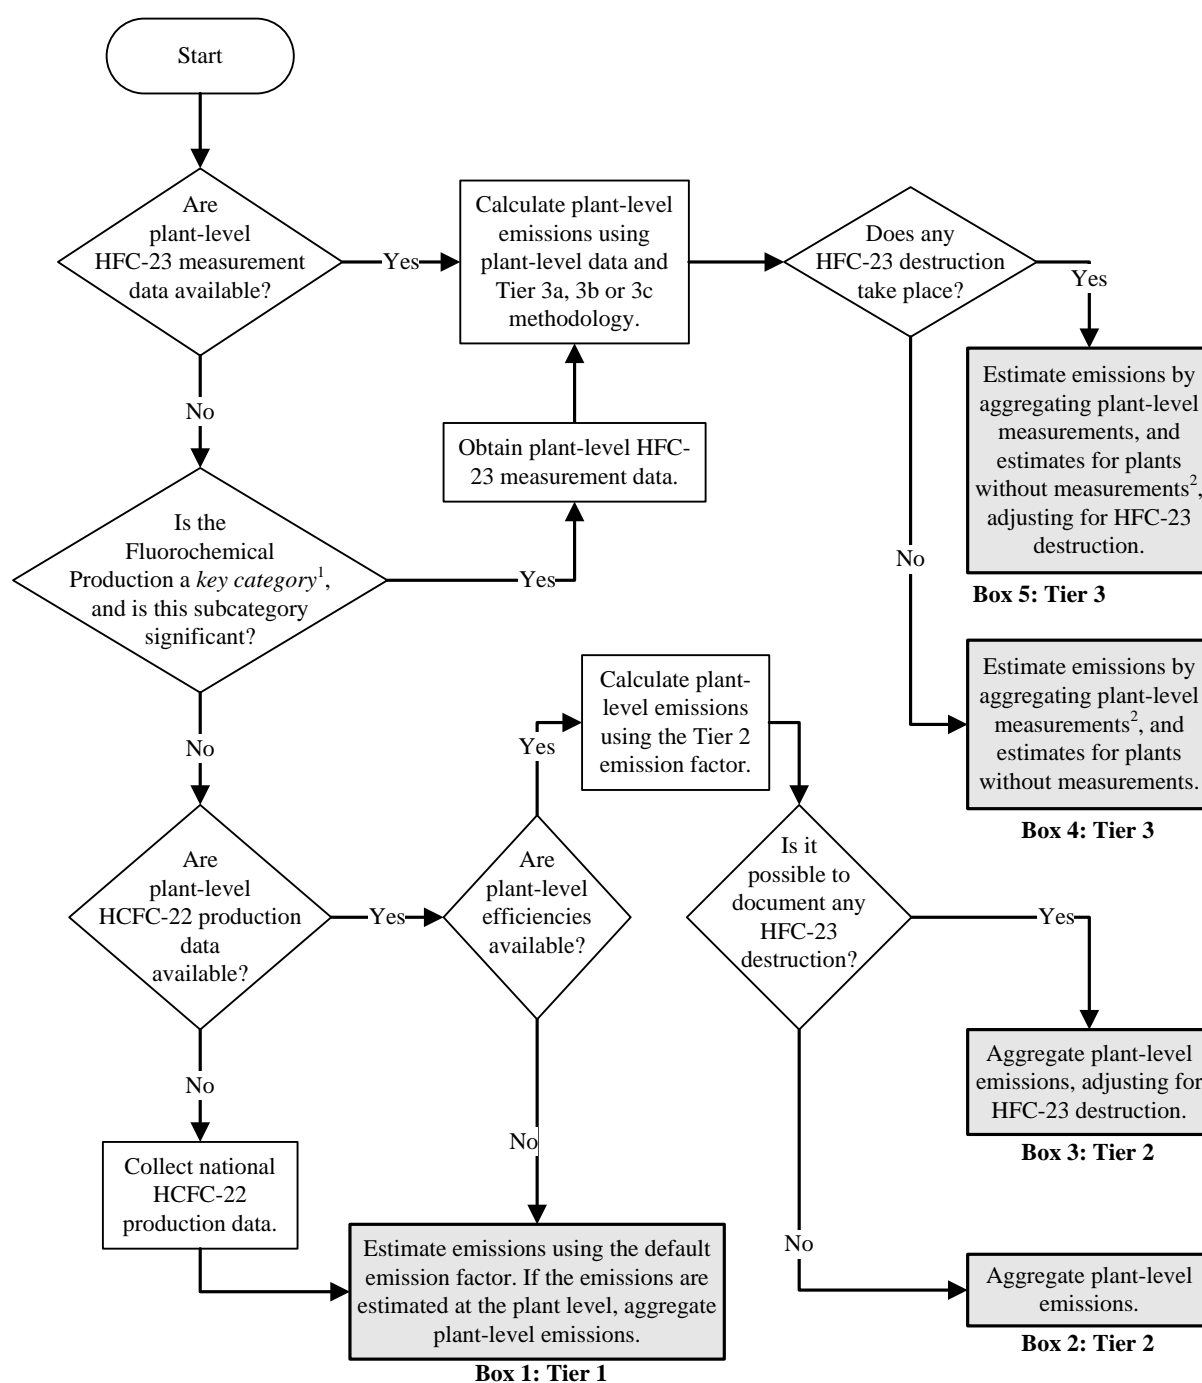 Start
Are
plant-level
HFC-23 measurement
data available?
Yes
Calculate plant-level
emissions using
plant-level data and
Tier 3a, 3b or 3c
methodology.
Does any
HFC-23 destruction
take place?
Yes
Estimate emissions by
aggregating plant-level
measurements, and
estimates for plants
without measurements²,
adjusting for HFC-23
destruction.
Box 5: Tier 3
No
No
Obtain plant-level HFC-
23 measurement data.
Is the
Fluorochemical
Production a key category¹,
and is this subcategory
significant?
Yes
Estimate emissions by
aggregating plant-level
measurements², and
estimates for plants
without measurements.
Box 4: Tier 3
No
Calculate plant-
level emissions
using the Tier 2
emission factor.
Yes
Are
plant-level
HCFC-22 production
data
available?
Yes
Are
plant-level
efficiencies
available?
Is it
possible to
document any
HFC-23
destruction?
Yes
Aggregate plant-level
emissions, adjusting for
HFC-23 destruction.
Box 3: Tier 2
No
No
No
Collect national
HCFC-22
production data.
Estimate emissions using the default
emission factor. If the emissions are
estimated at the plant level, aggregate
plant-level emissions.
Box 1: Tier 1
Aggregate plant-level
emissions.
Box 2: Tier 2